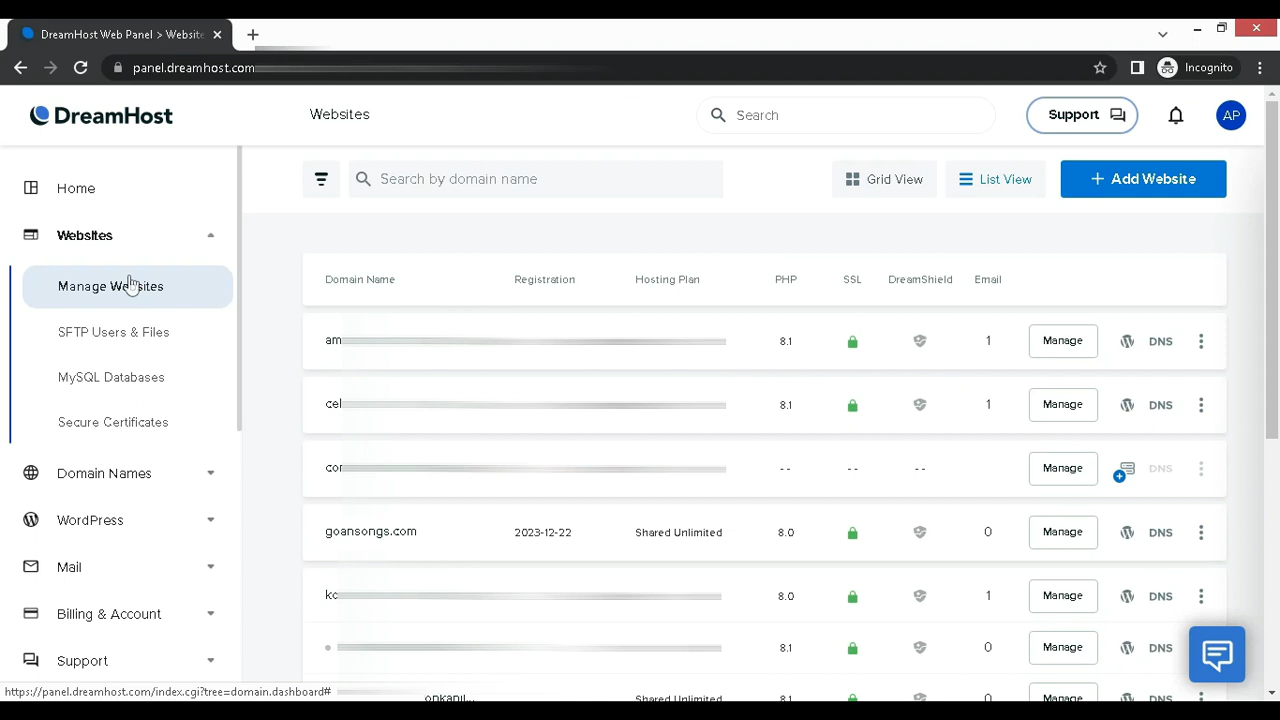 DreamHost Web Panel > Website
panel.dreamhost.com
Incognito
DreamHost
Websites
Search
Support
AP
Home
Websites
Manage Websites
SFTP Users & Files
MySQL Databases
Secure Certificates
Domain Names
WordPress
Mail
Billing & Account
Support
Search by domain name
Grid View
List View
+ Add Website
Domain Name Registration Hosting Plan PHP SSL DreamShield Email
am 8.1 1 Manage DNS
cel 8.1 1 Manage DNS
cor -- -- -- Manage DNS
goansongs.com 2023-12-22 Shared Unlimited 8.0 0 Manage DNS
kc 8.0 1 Manage DNS
8.1 0 Manage DNS
onkanil... Shared Unlimited 8.1 0 Manage DNS
https://panel.dreamhost.com/index.cgi?tree=domain.dashboard#